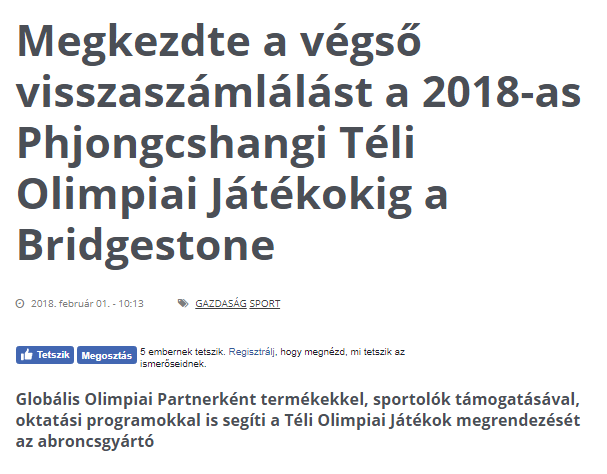 Megkezdte a végső
visszaszámlálást a 2018-as
Phjongcshangi Téli
Olimpiai Játékokig a
Bridgestone
2018. február 01. - 10:13 GAZDASÁG SPORT
Tetszik Megosztás 5 embernek tetszik. Regisztrálj, hogy megnézd, mi tetszik az
ismerőseidnek.
Globális Olimpiai Partnerként termékekkel, sportolók támogatásával,
oktatási programokkal is segíti a Téli Olimpiai Játékok megrendezését
az abroncsgyártó